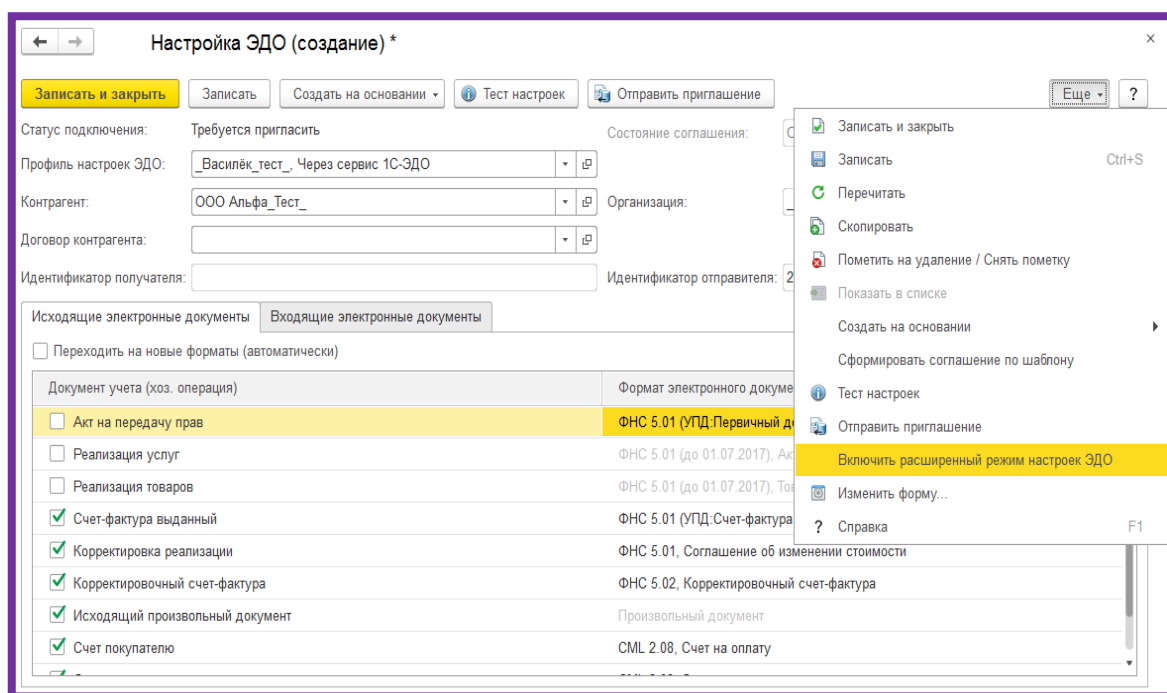 Настройка ЭДО (создание) *
Записать и закрыть Записать Создать на основании Тест настроек Отправить приглашение Еще ?
Статус подключения: Требуется пригласить Состояние соглашения:
Профиль настроек ЭДО: _Василёк_тест_, Через сервис 1С-ЭДО
Контрагент: ООО Альфа_Тест_ Организация:
Договор контрагента:
Идентификатор получателя: Идентификатор отправителя: 2
Исходящие электронные документы Входящие электронные документы
Переходить на новые форматы (автоматически)
Документ учета (хоз. операция) Формат электронного докуме
Акт на передачу прав ФНС 5.01 (УПД:Первичный д
Реализация услуг ФНС 5.01 (до 01.07.2017), Ак
Реализация товаров ФНС 5.01 (до 01.07.2017), Тов
Счет-фактура выданный ФНС 5.01 (УПД:Счет-фактура
Корректировка реализации ФНС 5.01, Соглашение об изменении стоимости
Корректировочный счет-фактура ФНС 5.02, Корректировочный счет-фактура
Исходящий произвольный документ Произвольный документ
Счет покупателю CML 2.08, Счет на оплату
Записать и закрыть
Записать Ctrl+S
Перечитать
Скопировать
Пометить на удаление / Снять пометку
Показать в списке
Создать на основании
Сформировать соглашение по шаблону
Тест настроек
Отправить приглашение
Включить расширенный режим настроек ЭДО
Изменить форму...
? Справка F1